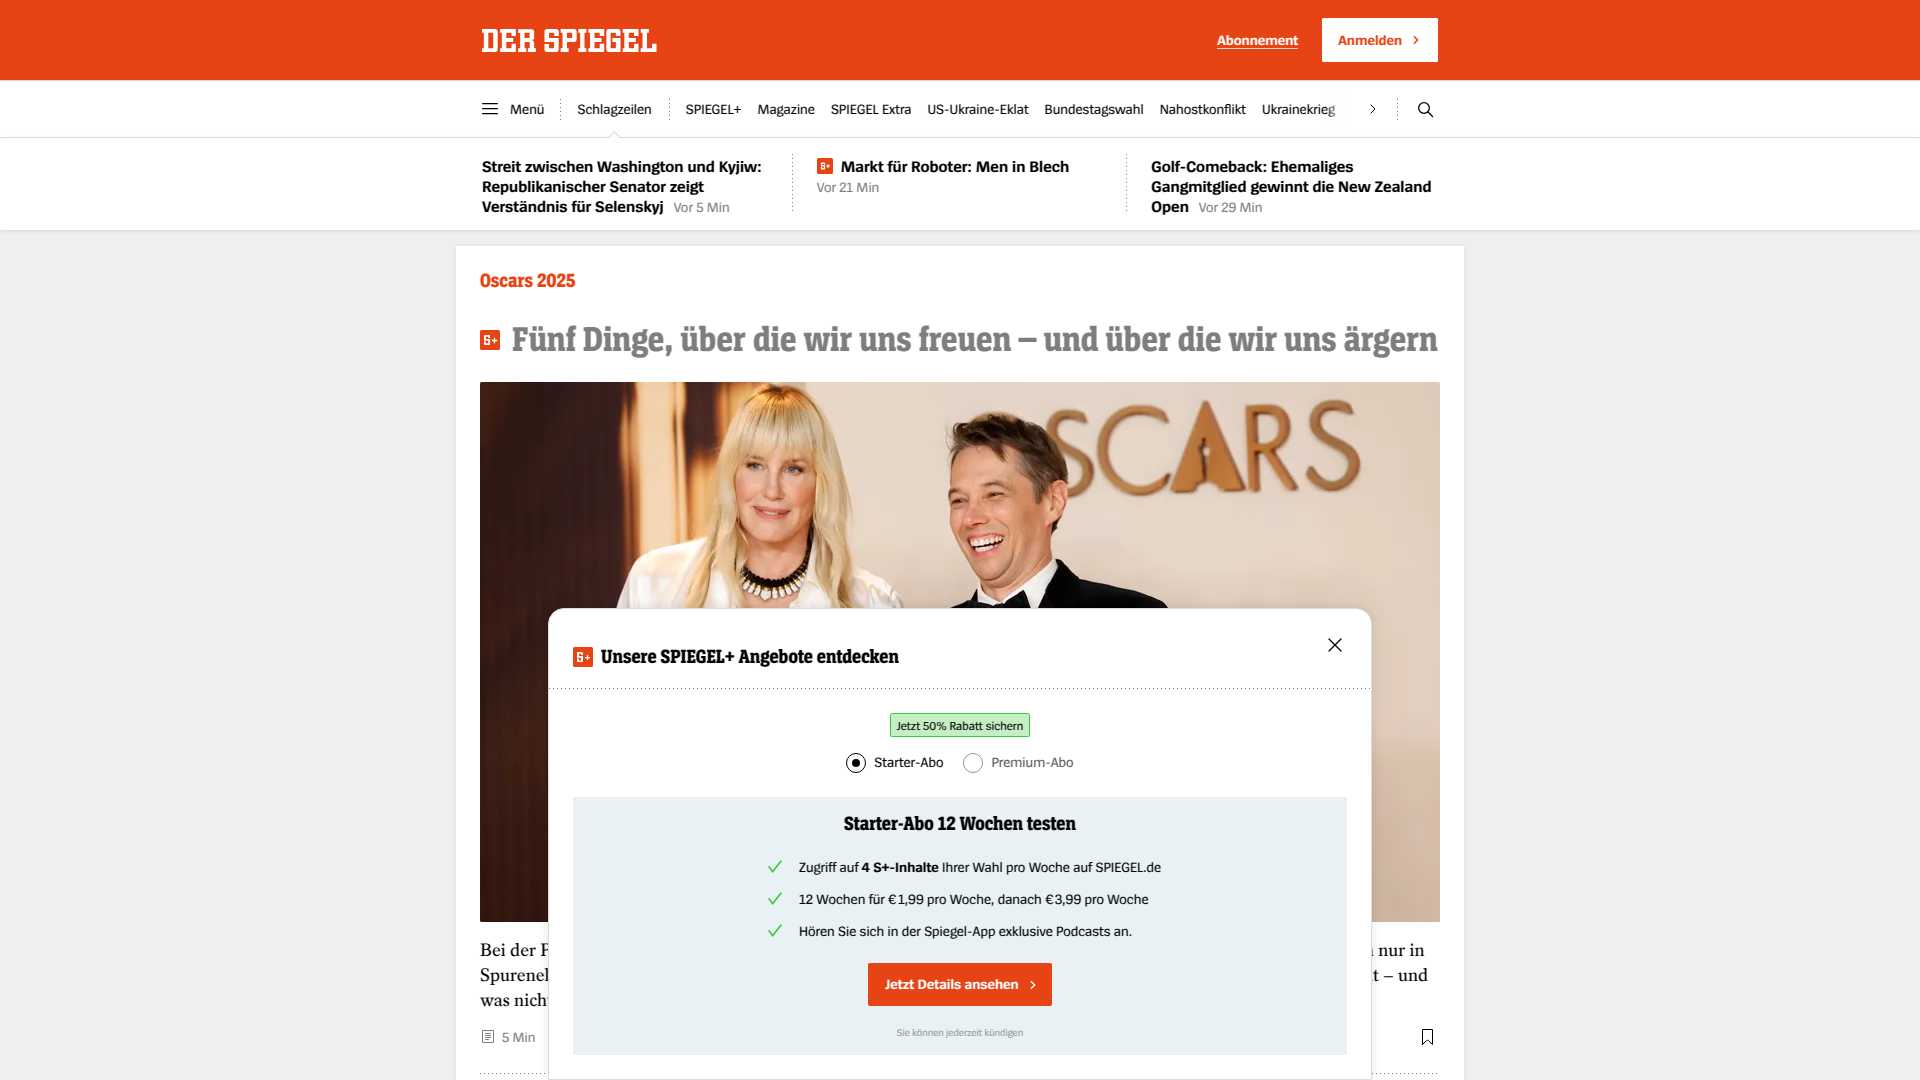 DER SPIEGEL
Abonnement
Anmelden
Menü
Schlagzeilen
SPIEGEL+
Magazine
SPIEGEL Extra
US-Ukraine-Eklat
Bundestagswahl
Nahostkonflikt
Ukrainekrieg
Streit zwischen Washington und Kyjiw:
Republikanischer Senator zeigt
Verständnis für Selenskyj Vor 5 Min
S+ Markt für Roboter: Men in Blech
Vor 21 Min
Golf-Comeback: Ehemaliges
Gangmitglied gewinnt die New Zealand
Open Vor 29 Min
Oscars 2025
S+ Fünf Dinge, über die wir uns freuen – und über die wir uns ärgern
OSCARS
S+ Unsere SPIEGEL+ Angebote entdecken
Jetzt 50% Rabatt sichern
Starter-Abo
Premium-Abo
Starter-Abo 12 Wochen testen
Zugriff auf 4 S+-Inhalte Ihrer Wahl pro Woche auf SPIEGEL.de
12 Wochen für €1,99 pro Woche, danach €3,99 pro Woche
Hören Sie sich in der Spiegel-App exklusive Podcasts an.
Jetzt Details ansehen
Sie können jederzeit kündigen
Bei der
nur in
– und
was
5 Min